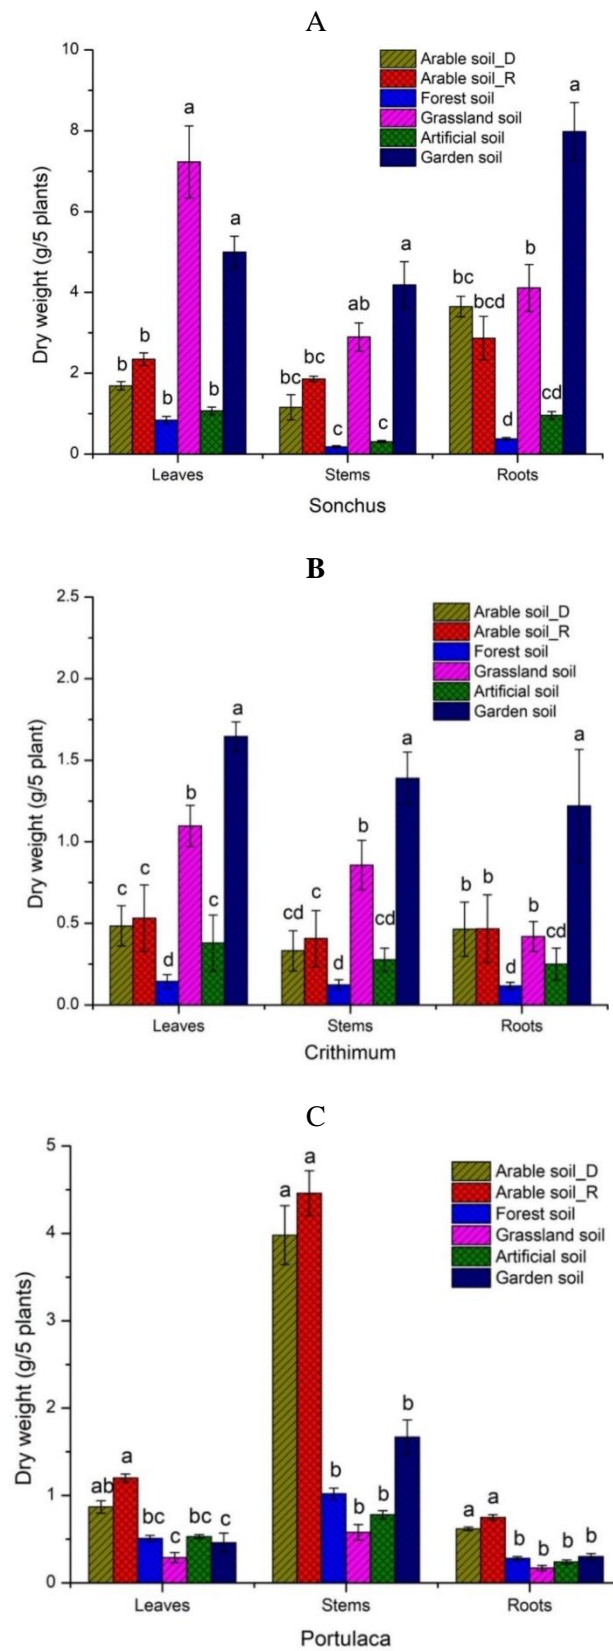 A
10
8
6
4
2
0
Dry weight (g/5 plants)
Arable soil_D
Arable soil_R
Forest soil
Grassland soil
Artificial soil
Garden soil
b b b a b a
bc bc c ab c a
bc bcd d b cd a
Leaves Stems Roots
Sonchus
B
2.5
2.0
1.5
1.0
0.5
0.0
Dry weight (g/5 plant)
Arable soil_D
Arable soil_R
Forest soil
Grassland soil
Artificial soil
Garden soil
c c d b c a
cd c d b cd a
b b d b cd a
Leaves Stems Roots
Crithimum
C
5
4
3
2
1
0
Dry weight (g/5 plants)
Arable soil_D
Arable soil_R
Forest soil
Grassland soil
Artificial soil
Garden soil
ab a bc c bc c
a a b b b b
a a b b b b
Leaves Stems Roots
Portulaca